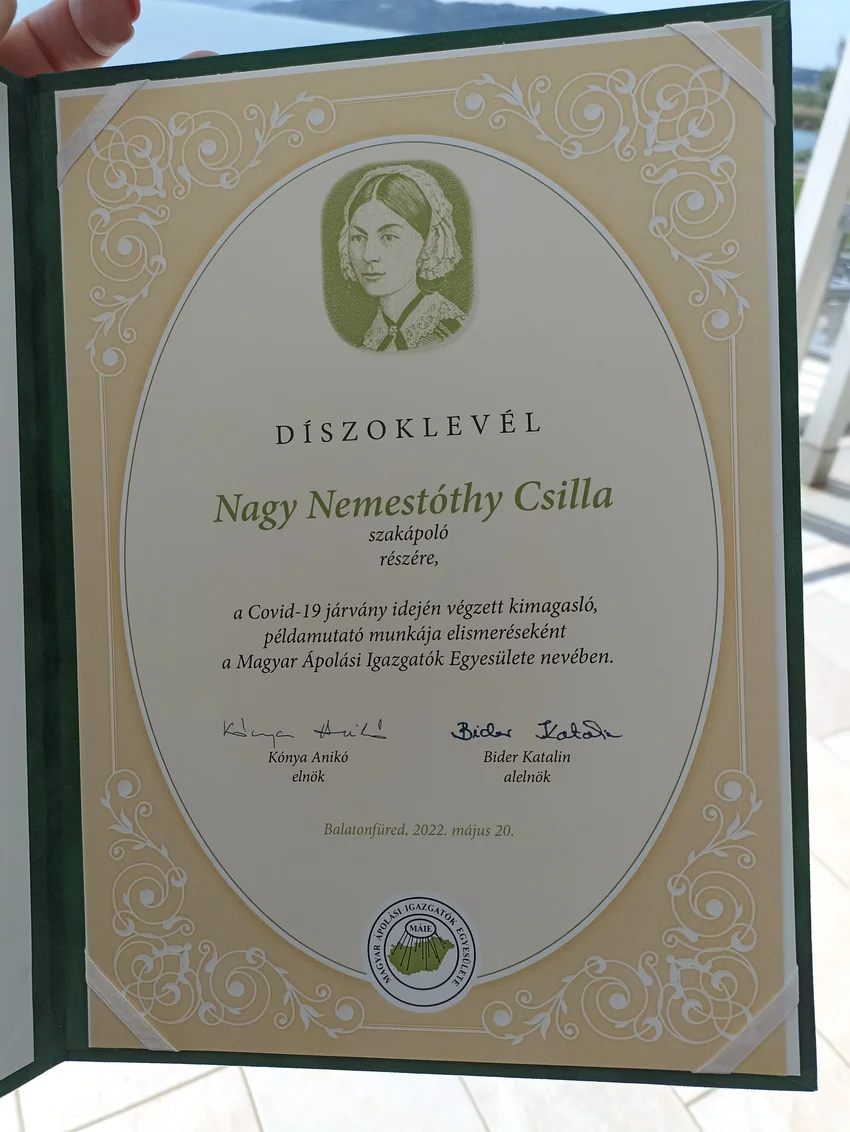 DÍSZOKLEVÉL
Nagy Nemestóthy Csilla
szakápoló
részére,
a Covid-19 járvány idején végzett kimagasló,
példamutató munkája elismeréseként
a Magyar Ápolási Igazgatók Egyesülete nevében.
Kónya Anikó Bider Katalin
Kónya Anikó Bider Katalin
elnök alelnök
Balatonfüred, 2022. május 20.
MAGYAR ÁPOLÁSI IGAZGATÓK EGYESÜLETE
MÁIE